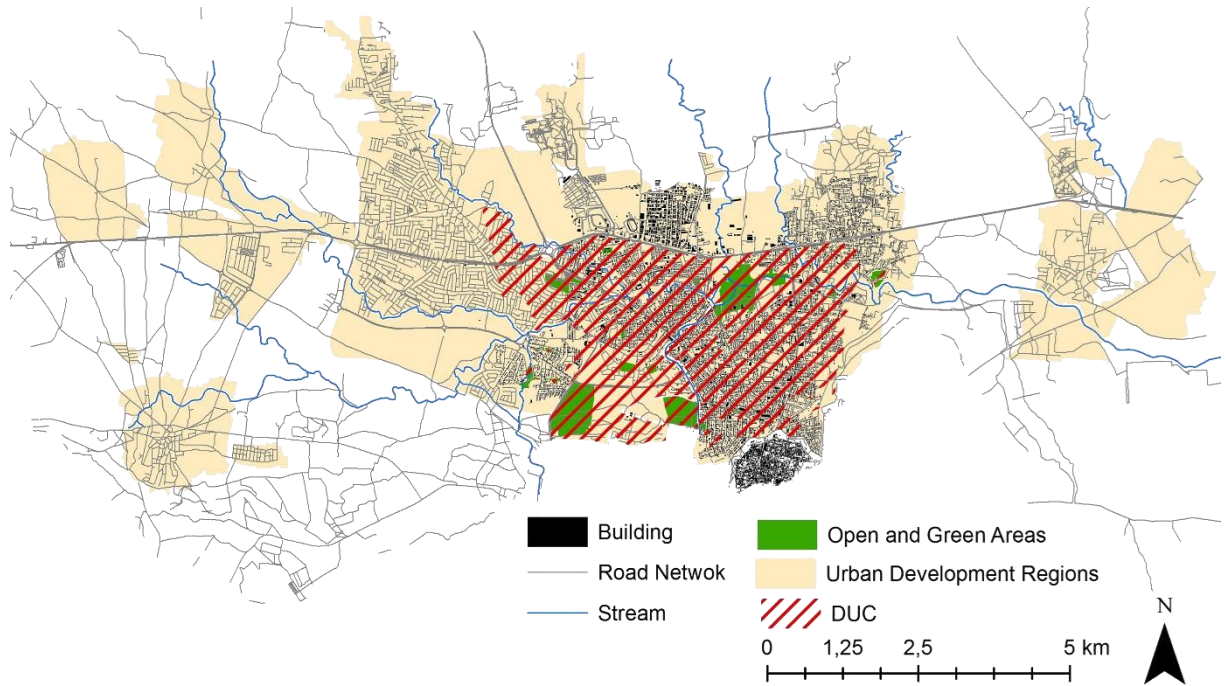 Building
Road Netwok
Stream
Open and Green Areas
Urban Development Regions
DUC
0 1,25 2,5 5 km
N